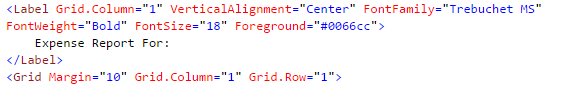 <Label Grid.Column="1" VerticalAlignment="Center" FontFamily="Trebuchet MS"
FontWeight="Bold" FontSize="18" Foreground="#0066cc">
    Expense Report For:
</Label>
<Grid Margin="10" Grid.Column="1" Grid.Row="1">